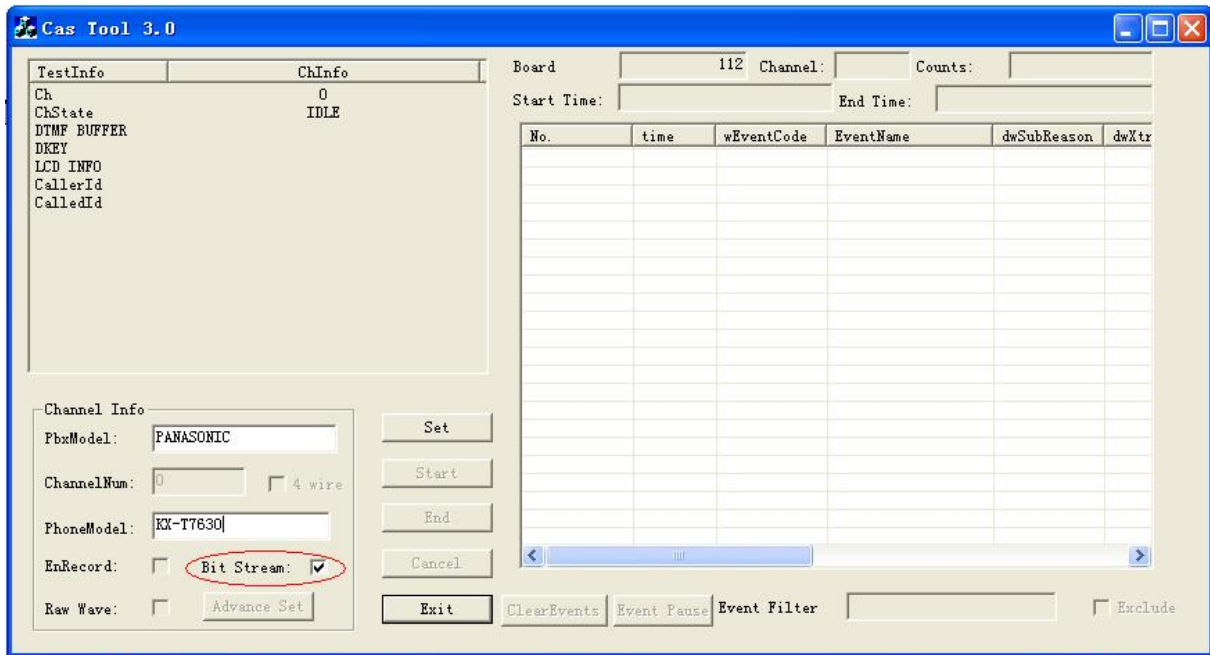 Cas Tool 3.0
TestInfo ChInfo
Ch 0
ChState IDLE
DTMF BUFFER
DKEY
LCD INFO
CallerId
CalledId
Board 112 Channel: Counts:
Start Time: End Time:
No. time wEventCode EventName dwSubReason dwXtr
Channel Info
PbxModel: PANASONIC
ChannelNum: 0 4 wire
PhoneModel: KX-T7630
EnRecord: Bit Stream:
Raw Wave: Advance Set
Set
Start
End
Cancel
Exit
ClearEvents Event Pause Event Filter Exclude